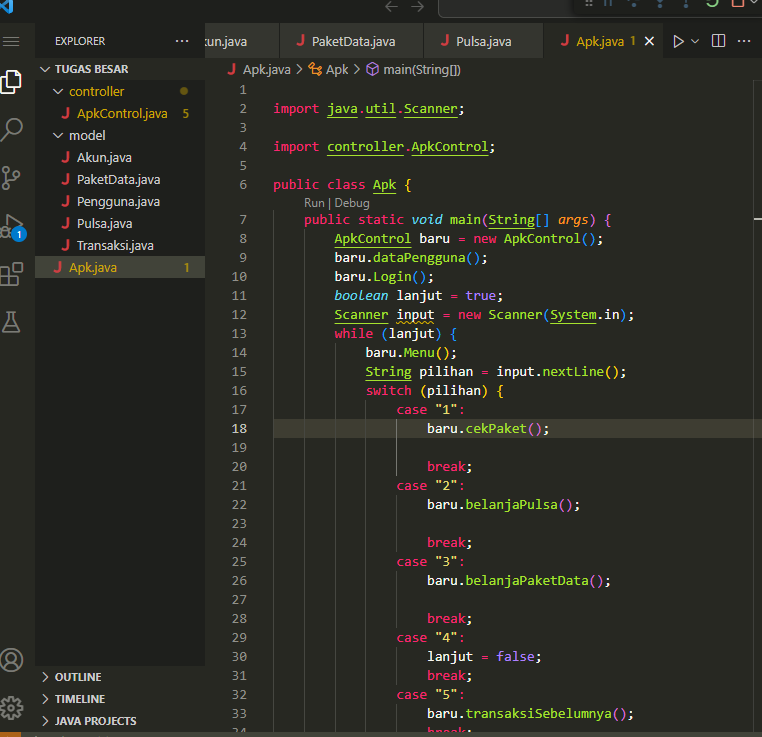 EXPLORER ···
TUGAS BESAR
controller
ApkControl.java 5
model
Akun.java
PaketData.java
Pengguna.java
Pulsa.java
Transaksi.java
Apk.java 1
1
OUTLINE
TIMELINE
JAVA PROJECTS
kun.java PaketData.java Pulsa.java Apk.java 1
Apk.java > Apk > main(String[])
1
2 import java.util.Scanner;
3
4 import controller.ApkControl;
5
6 public class Apk {
Run | Debug
7 public static void main(String[] args) {
8 ApkControl baru = new ApkControl();
9 baru.dataPengguna();
10 baru.Login();
11 boolean lanjut = true;
12 Scanner input = new Scanner(System.in);
13 while (lanjut) {
14 baru.Menu();
15 String pilihan = input.nextLine();
16 switch (pilihan) {
17 case "1":
18 baru.cekPaket();
19
20 break;
21 case "2":
22 baru.belanjaPulsa();
23
24 break;
25 case "3":
26 baru.belanjaPaketData();
27
28 break;
29 case "4":
30 lanjut = false;
31 break;
32 case "5":
33 baru.transaksiSebelumnya();
34 break;